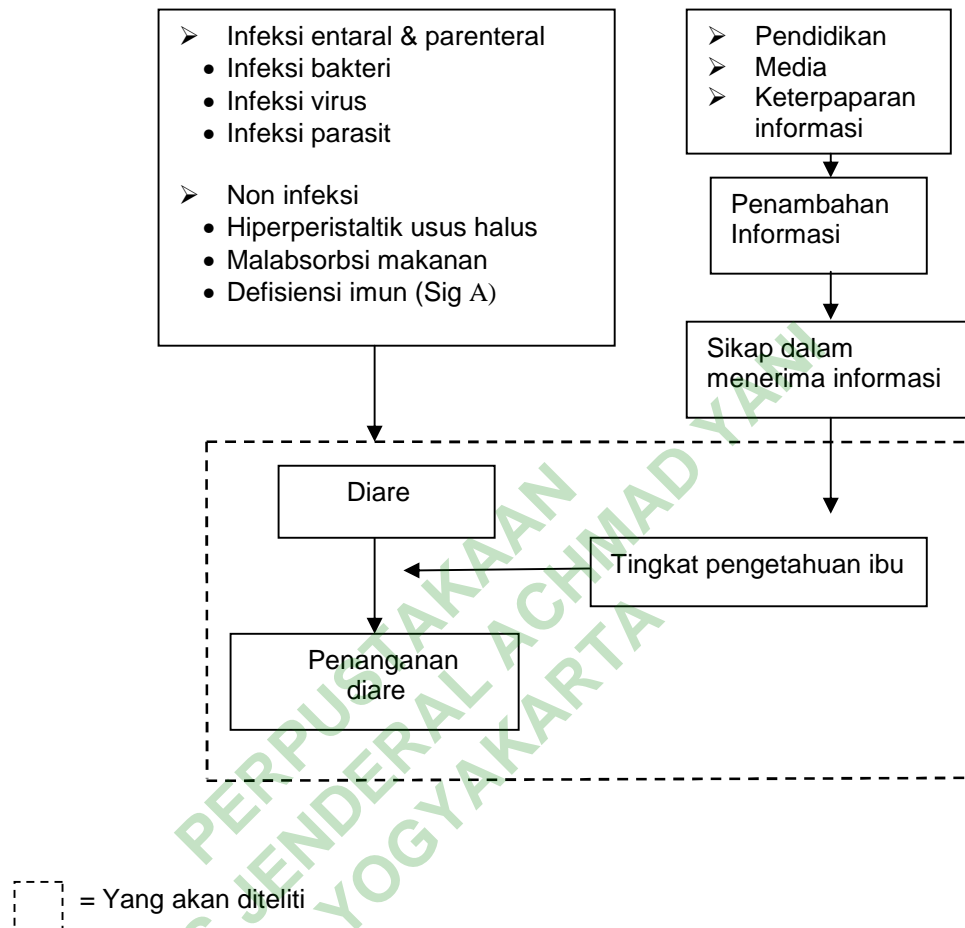 ➢ Infeksi entaral & parenteral
• Infeksi bakteri
• Infeksi virus
• Infeksi parasit
➢ Non infeksi
• Hiperperistaltik usus halus
• Malabsorbsi makanan
• Defisiensi imun (Sig A)
➢ Pendidikan
➢ Media
➢ Keterpaparan
informasi
Penambahan
Informasi
Sikap dalam
menerima informasi
Diare
Tingkat pengetahuan ibu
Penanganan
diare
= Yang akan diteliti
PERPUSTAKAAN
S JENDERAL ACHMAD YANI
YOGYAKARTA